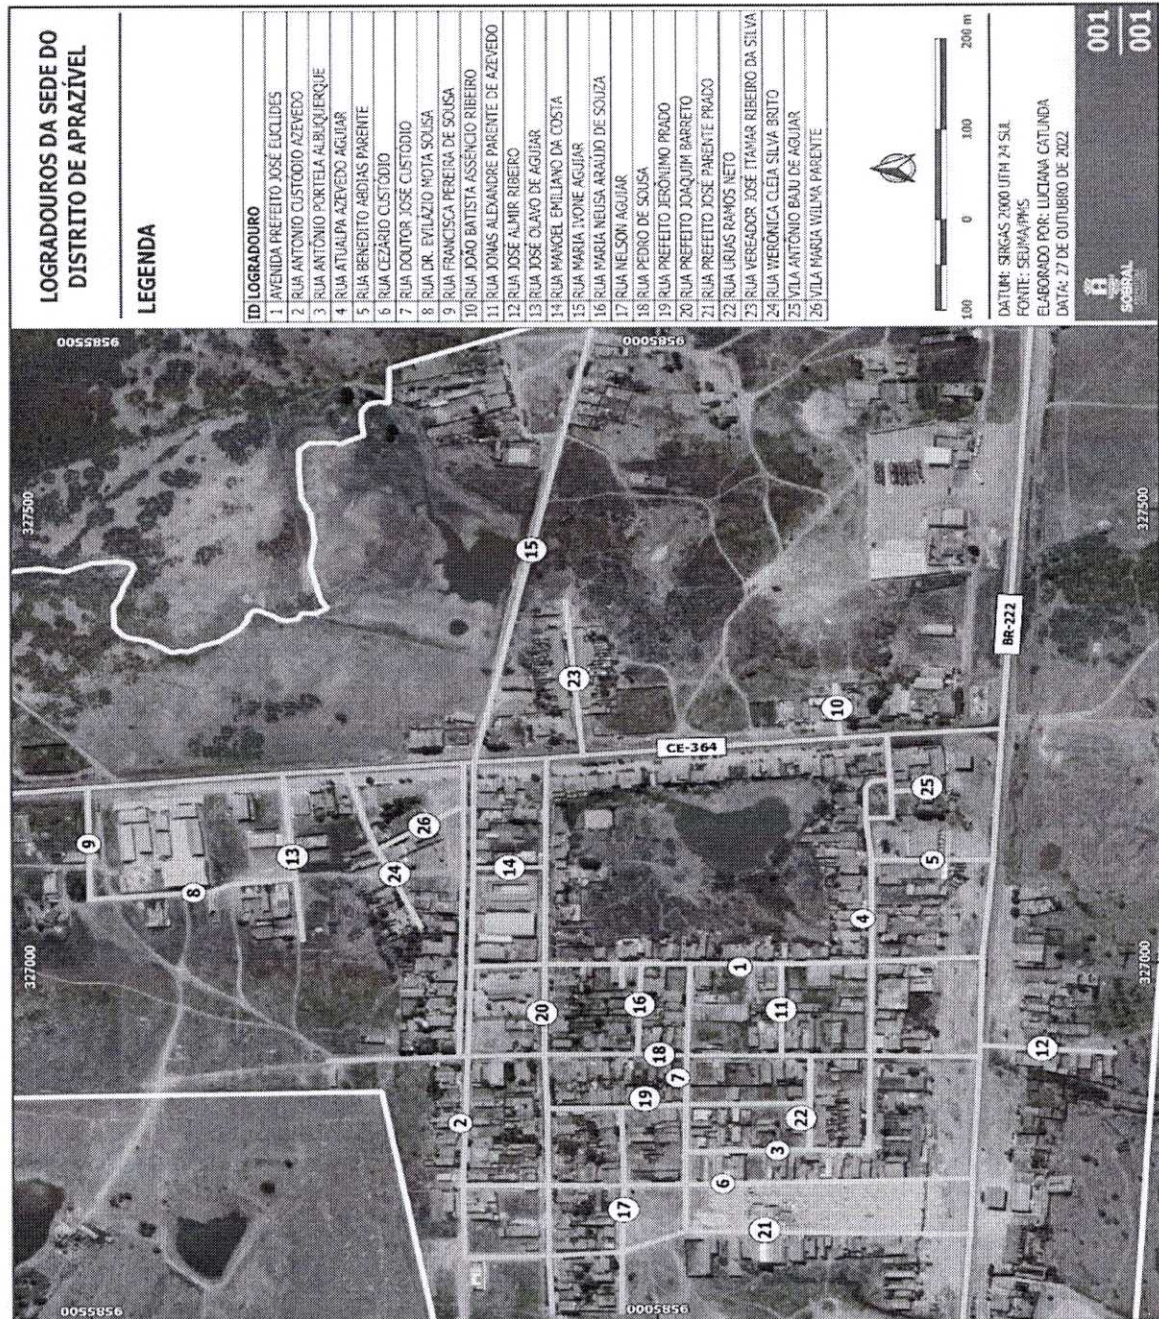 LOGRADOUROS DA SEDE DO
DISTRITO DE APRAZÍVEL
LEGENDA
ID LOGRADOURO
1 AVENIDA PREFEITO JOSÉ EUCLIDES
2 RUA ANTONIO CUSTÓDIO AZEVEDO
3 RUA ANTÔNIO PORTELA ALBUQUERQUE
4 RUA ATUALPA AZEVEDO AGUIAR
5 RUA BENEDITO ABDIAS PARENTE
6 RUA CEZÁRIO CUSTÓDIO
7 RUA DOUTOR JOSÉ CUSTÓDIO
8 RUA DR. EVILÁZIO MOTA SOUSA
9 RUA FRANCISCA PEREIRA DE SOUSA
10 RUA JOÃO BATISTA ASSÊNCIO RIBEIRO
11 RUA JONAS ALEXANDRE PARENTE DE AZEVEDO
12 RUA JOSÉ ALMIR RIBEIRO
13 RUA JOSÉ OLAVO DE AGUIAR
14 RUA MANOEL EMILIANO DA COSTA
15 RUA MARIA IVONE AGUIAR
16 RUA MARIA NEUSA ARAÚJO DE SOUZA
17 RUA NELSON AGUIAR
18 RUA PEDRO DE SOUSA
19 RUA PREFEITO JERÔNIMO PRADO
20 RUA PREFEITO JOAQUIM BARRETO
21 RUA PREFEITO JOSÉ PARENTE PRADO
22 RUA URIAS RAMOS NETO
23 RUA VEREADOR JOSÉ ITAMAR RIBEIRO DA SILVA
24 RUA WERÔNICA CLÉIA SILVA BRITO
25 VILA ANTÔNIO BAIU DE AGUIAR
26 VILA MARIA WILMA PARENTE
100 0 100 200 m
DATUM: SIRGAS 2000 UTM 24 SUL
FONTE: SEUMA/PMS
ELABORADO POR: LUCIANA CATUNDA
DATA: 27 DE OUTUBRO DE 2022
SOBRAL
001
001
327000
327500
9585500
9585500
9585000
9585000
327000
327500
9
8
13
26
24
14
2
15
23
20
16
18
7
19
17
1
11
22
3
6
21
CE-364
10
4
25
5
12
BR-222